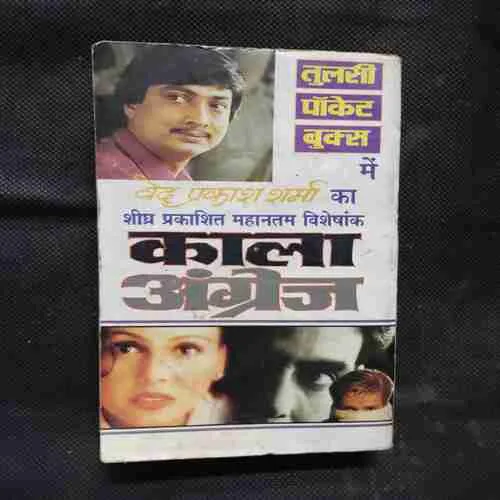 तुलसी
पॉकेट
बुक्स
में
वेद प्रकाश शर्मा का
शीघ्र प्रकाशित महानतम विशेषांक
काला
अंग्रेज